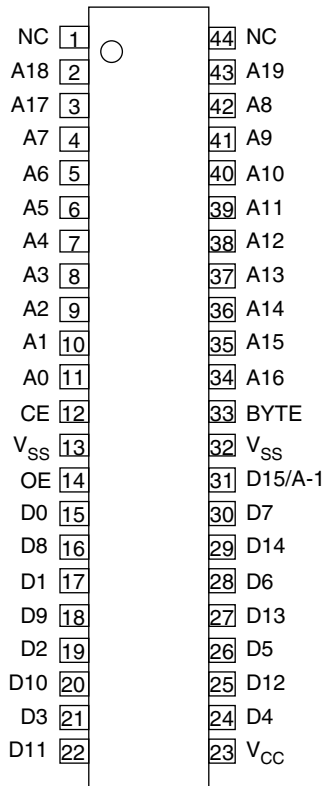 NC 1 44 NC
A18 2 43 A19
A17 3 42 A8
A7 4 41 A9
A6 5 40 A10
A5 6 39 A11
A4 7 38 A12
A3 8 37 A13
A2 9 36 A14
A1 10 35 A15
A0 11 34 A16
CE 12 33 BYTE
VSS 13 32 VSS
OE 14 31 D15/A-1
D0 15 30 D7
D8 16 29 D14
D1 17 28 D6
D9 18 27 D13
D2 19 26 D5
D10 20 25 D12
D3 21 24 D4
D11 22 23 VCC